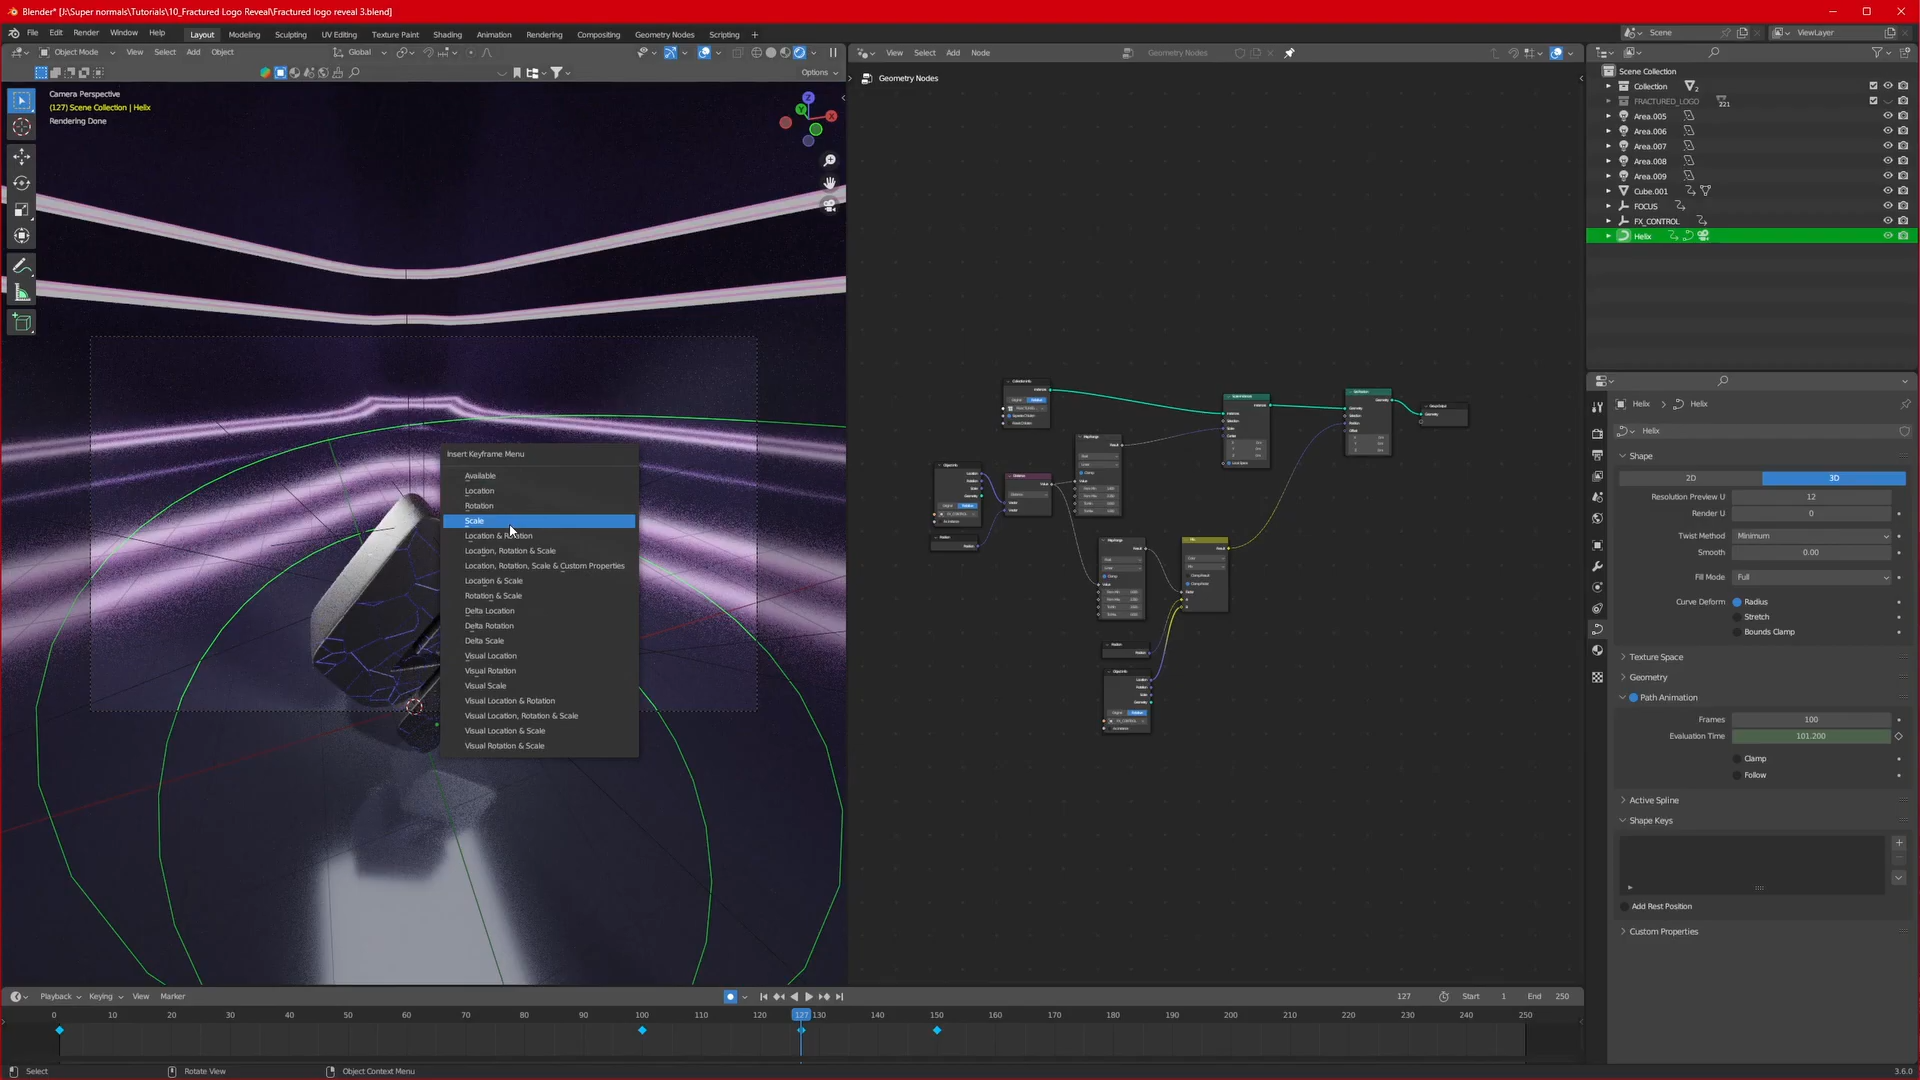 Blender* [J:\Super normals\Tutorials\10_Fractured Logo Reveal\Fractured logo reveal 3.blend]
File Edit Render Window Help Layout Modeling Sculpting UV Editing Texture Paint Shading Animation Rendering Compositing Geometry Nodes Scripting + Scene ViewLayer
Object Mode View Select Add Object Global
View Select Add Node Geometry Nodes
Options
Camera Perspective
(127) Scene Collection | Helix
Rendering Done
Z
Y
X
Geometry Nodes
Scene Collection
Collection 2
FRACTURED_LOGO 221
Area.005
Area.006
Area.007
Area.008
Area.009
Cube.001
FOCUS
FX_CONTROL
Helix
Insert Keyframe Menu
Available
Location
Rotation
Scale
Location & Rotation
Location, Rotation & Scale
Location, Rotation, Scale & Custom Properties
Location & Scale
Rotation & Scale
Delta Location
Delta Rotation
Delta Scale
Visual Location
Visual Rotation
Visual Scale
Visual Location & Rotation
Visual Location, Rotation & Scale
Visual Location & Scale
Visual Rotation & Scale
Helix > Helix
Helix
Shape
2D 3D
Resolution Preview U 12
Render U 0
Twist Method Minimum
Smooth 0.00
Fill Mode Full
Curve Deform Radius
Stretch
Bounds Clamp
Texture Space
Geometry
Path Animation
Frames 100
Evaluation Time 101.200
Clamp
Follow
Active Spline
Shape Keys
Add Rest Position
Custom Properties
Playback Keying View Marker 127 Start 1 End 250
0 10 20 30 40 50 60 70 80 90 100 110 127 130 140 150 160 170 180 190 200 210 220 230 240 250
Select Rotate View Object Context Menu 3.6.0